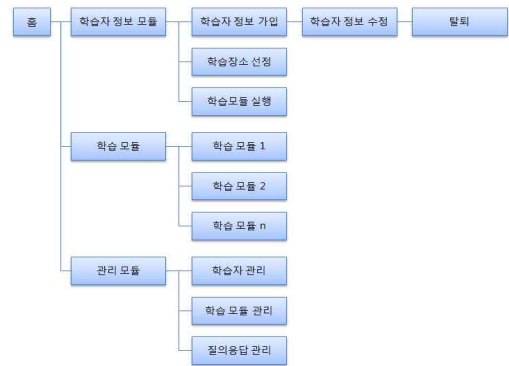 홈
학습자 정보 모듈
학습자 정보 가입
학습자 정보 수정
탈퇴
학습장소 선정
학습모듈 실행
학습 모듈
학습 모듈 1
학습 모듈 2
학습 모듈 n
관리 모듈
학습자 관리
학습 모듈 관리
질의응답 관리